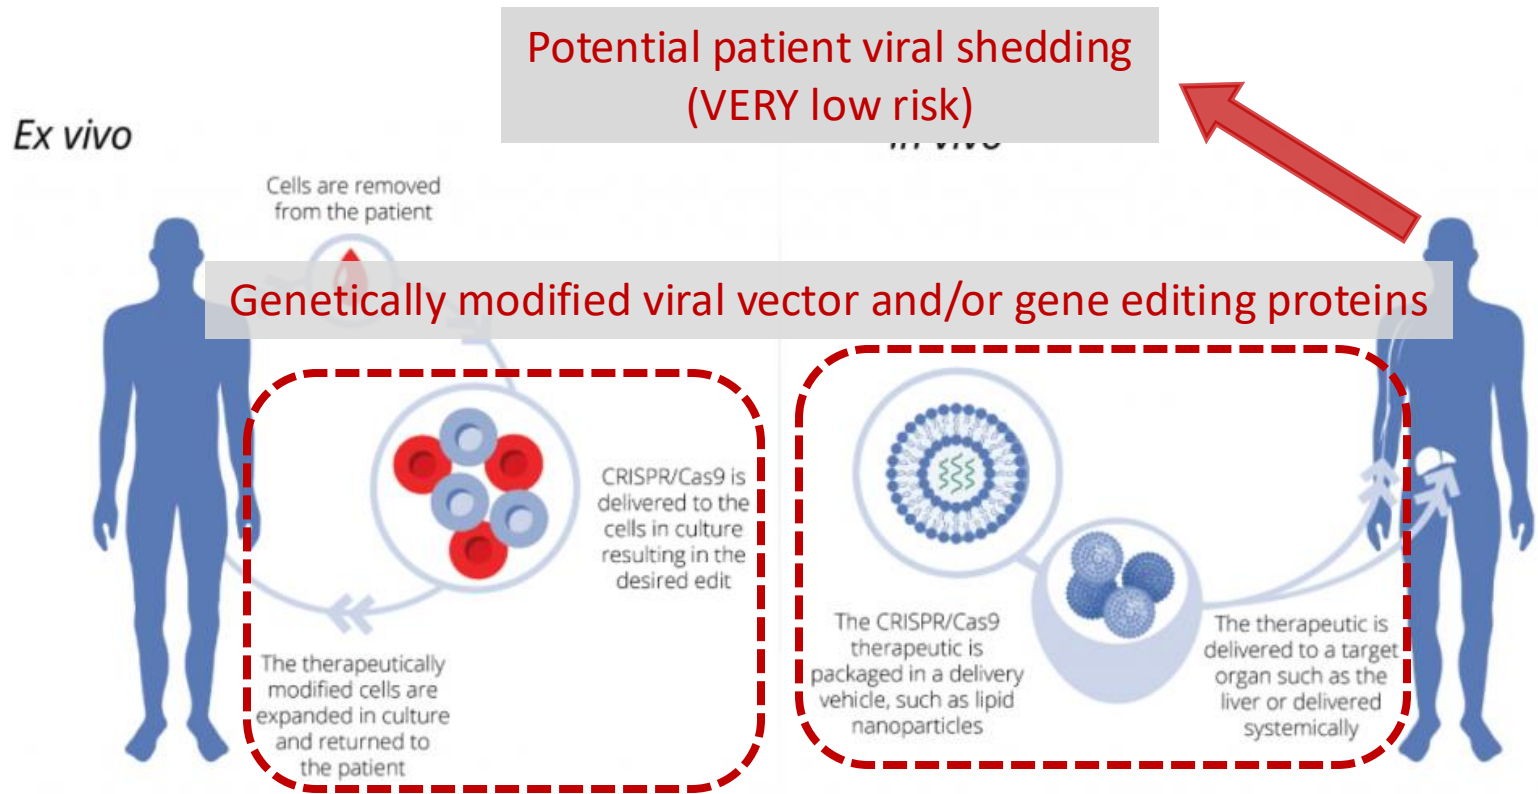 Potential patient viral shedding
(VERY low risk)
Ex vivo
Cells are removed
from the patient
Genetically modified viral vector and/or gene editing proteins
CRISPR/Cas9 is
delivered to the
cells in culture
resulting in the
desired edit
The therapeutically
modified cells are
expanded in culture
and returned to
the patient
The CRISPR/Cas9
therapeutic is
packaged in a delivery
vehicle, such as lipid
nanoparticles
The therapeutic is
delivered to a target
organ such as the
liver or delivered
systemically